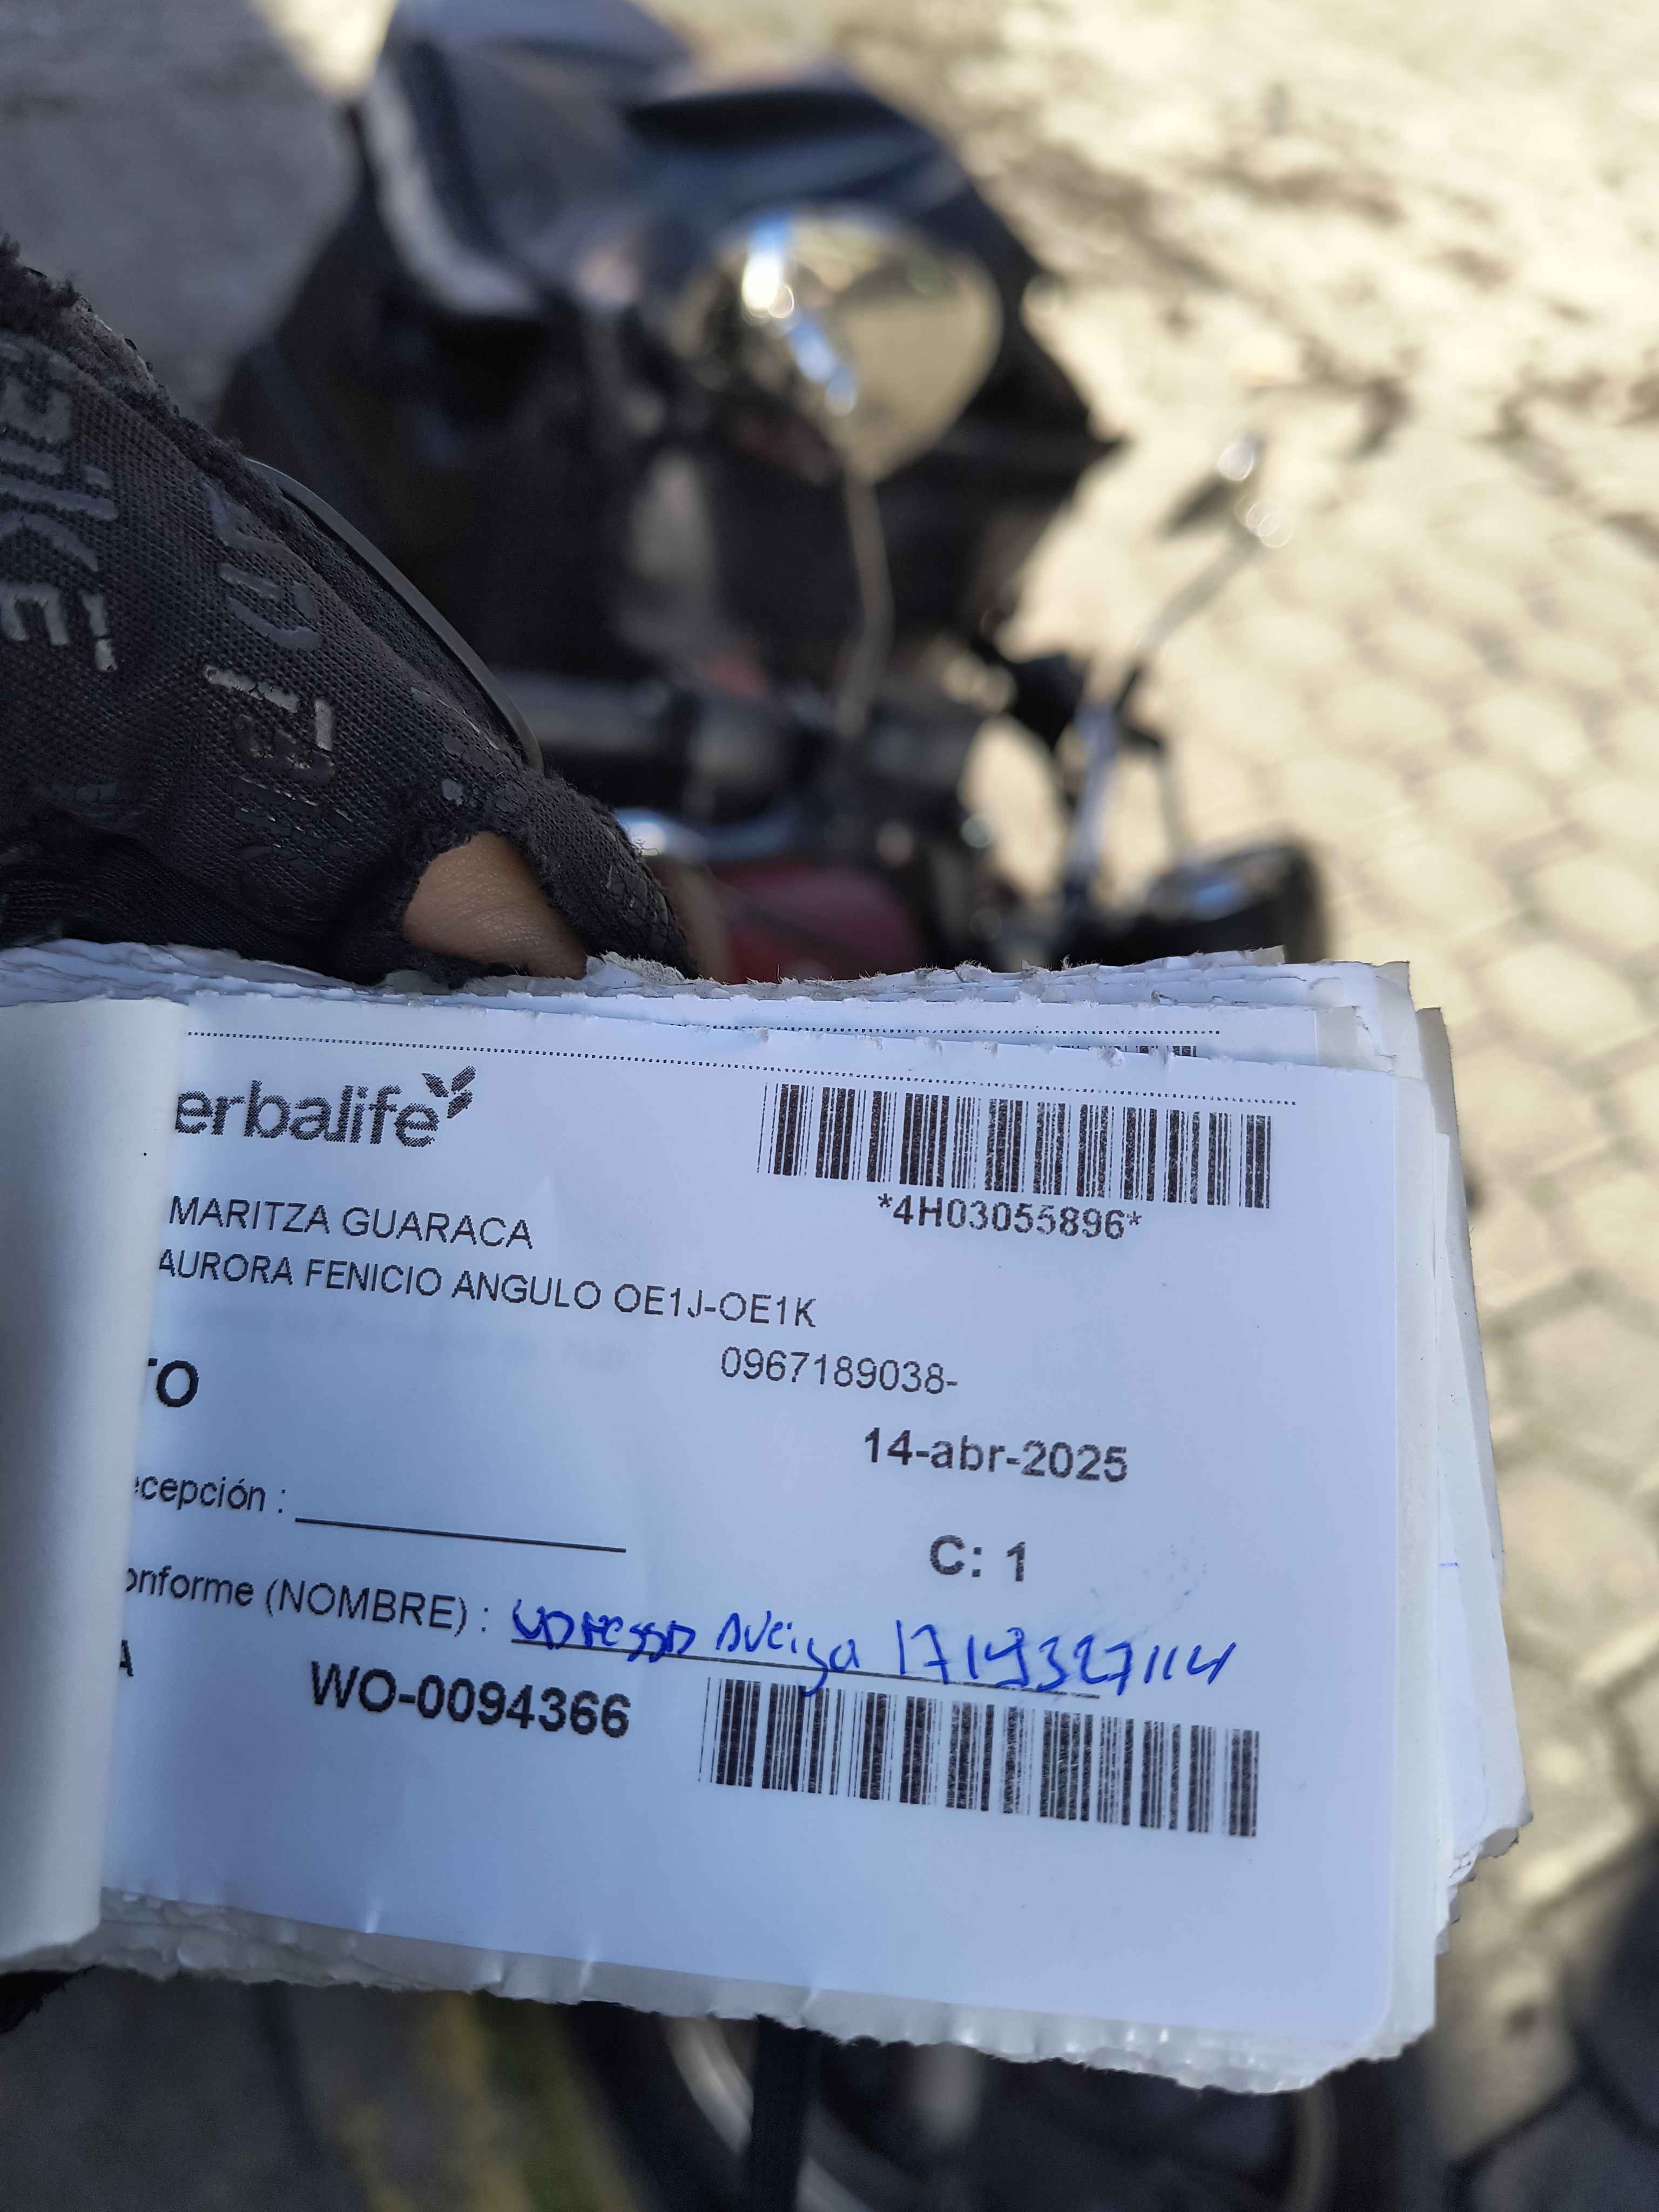 erbalife
*4H03055896*
MARITZA GUARACA
AURORA FENICIO ANGULO OE1J-OE1K
TO
0967189038-
14-abr-2025
ecepción :
C: 1
onforme (NOMBRE) : 1719327114
A
WO-0094366